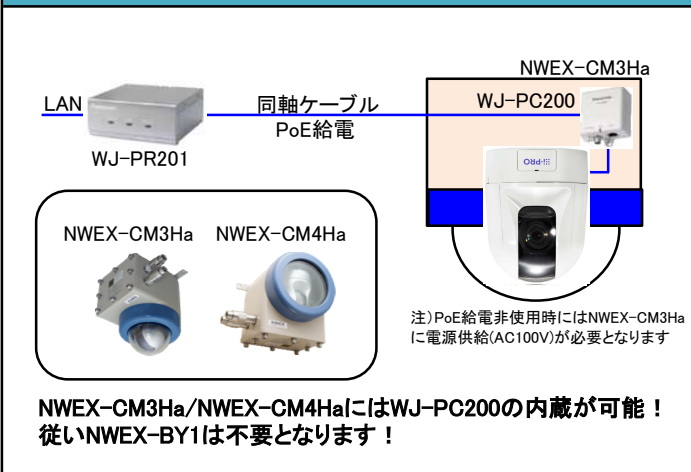 NWEX-CM3Ha
LAN
同軸ケーブル
PoE給電
WJ-PC200
WJ-PR201
i-PRO
NWEX-CM3Ha NWEX-CM4Ha
注)PoE給電非使用時にはNWEX-CM3Ha
に電源供給(AC100V)が必要となります
NWEX-CM3Ha/NWEX-CM4HaにはWJ-PC200の内蔵が可能！
従いNWEX-BY1は不要となります！